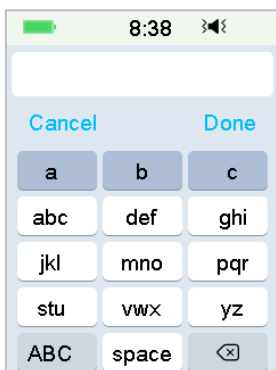 8:38
Cancel Done
a b c
abc def ghi
jkl mno pqr
stu vwx yz
ABC space